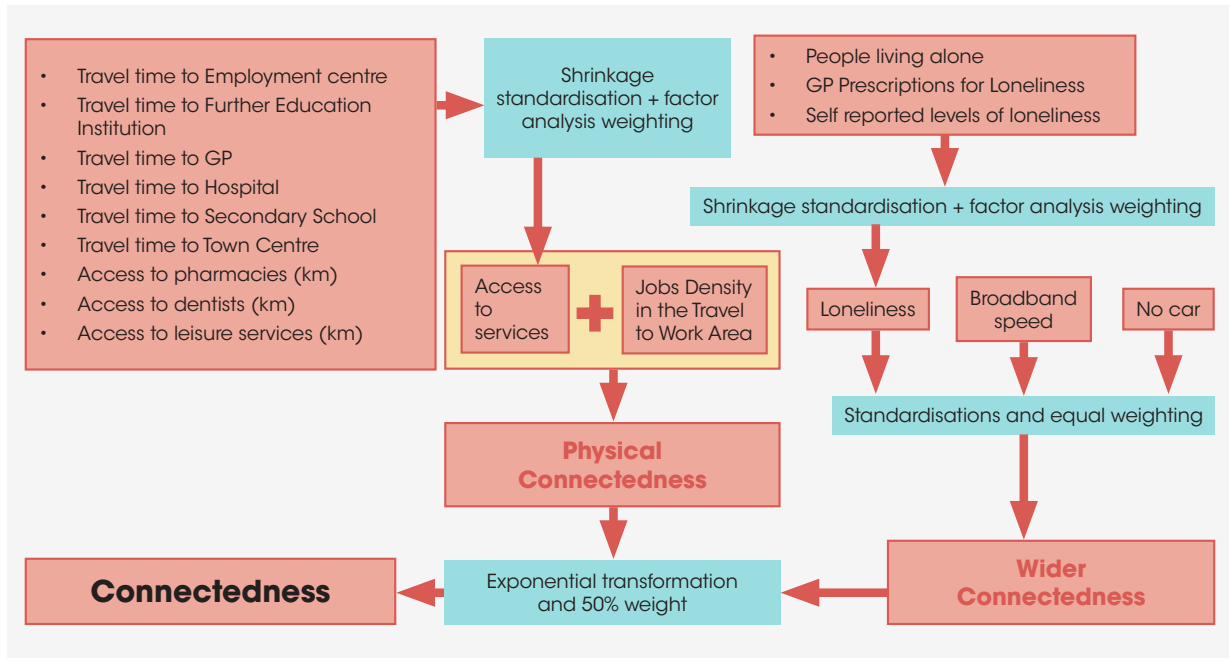 • Travel time to Employment centre
• Travel time to Further Education
Institution
• Travel time to GP
• Travel time to Hospital
• Travel time to Secondary School
• Travel time to Town Centre
• Access to pharmacies (km)
• Access to dentists (km)
• Access to leisure services (km)
Shrinkage
standardisation + factor
analysis weighting
• People living alone
• GP Prescriptions for Loneliness
• Self reported levels of loneliness
Shrinkage standardisation + factor analysis weighting
Access
to
services
Jobs Density
in the Travel
to Work Area
Loneliness
Broadband
speed
No car
Standardisations and equal weighting
Physical
Connectedness
Wider
Connectedness
Exponential transformation
and 50% weight
Connectedness